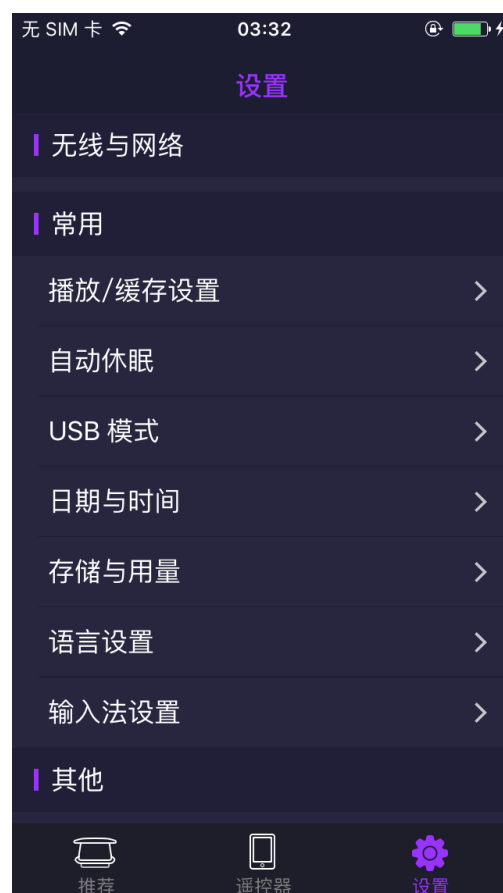 无 SIM 卡 03:32
设置
无线与网络
常用
播放/缓存设置
自动休眠
USB 模式
日期与时间
存储与用量
语言设置
输入法设置
其他
推荐 遥控器 设置